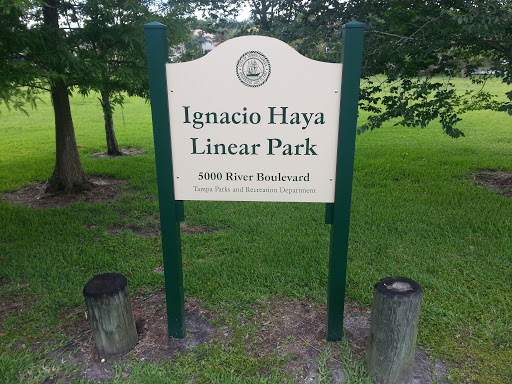 Ignacio Haya
Linear Park
5000 River Boulevard
Tampa Parks and Recreation Department